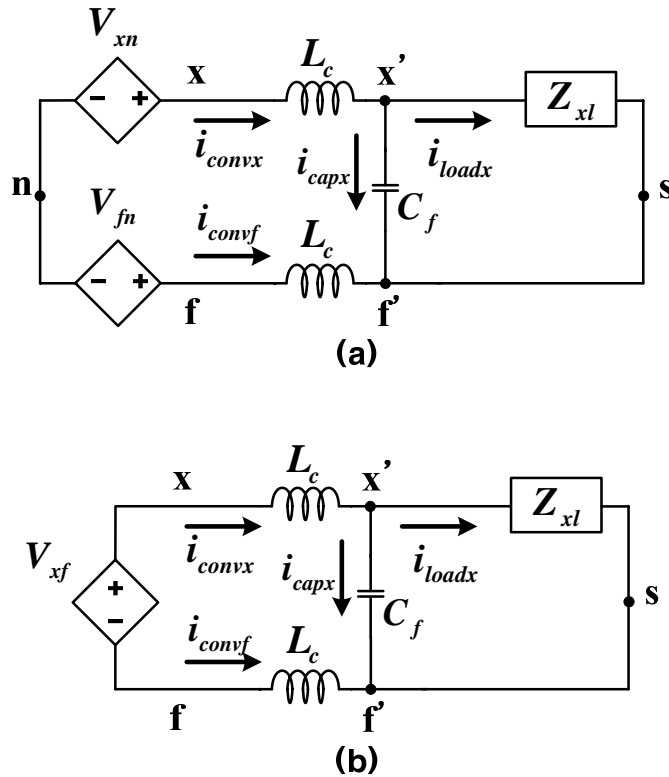 V_xn
x
L_c
x'
Z_xl
i_convx
i_capx
i_loadx
n
s
V_fn
i_convf
L_c
C_f
+
-
- +
f
f'
(a)
x
L_c
x'
Z_xl
V_xf
+
-
i_convx
i_capx
i_loadx
s
i_convf
L_c
C_f
f
f'
(b)